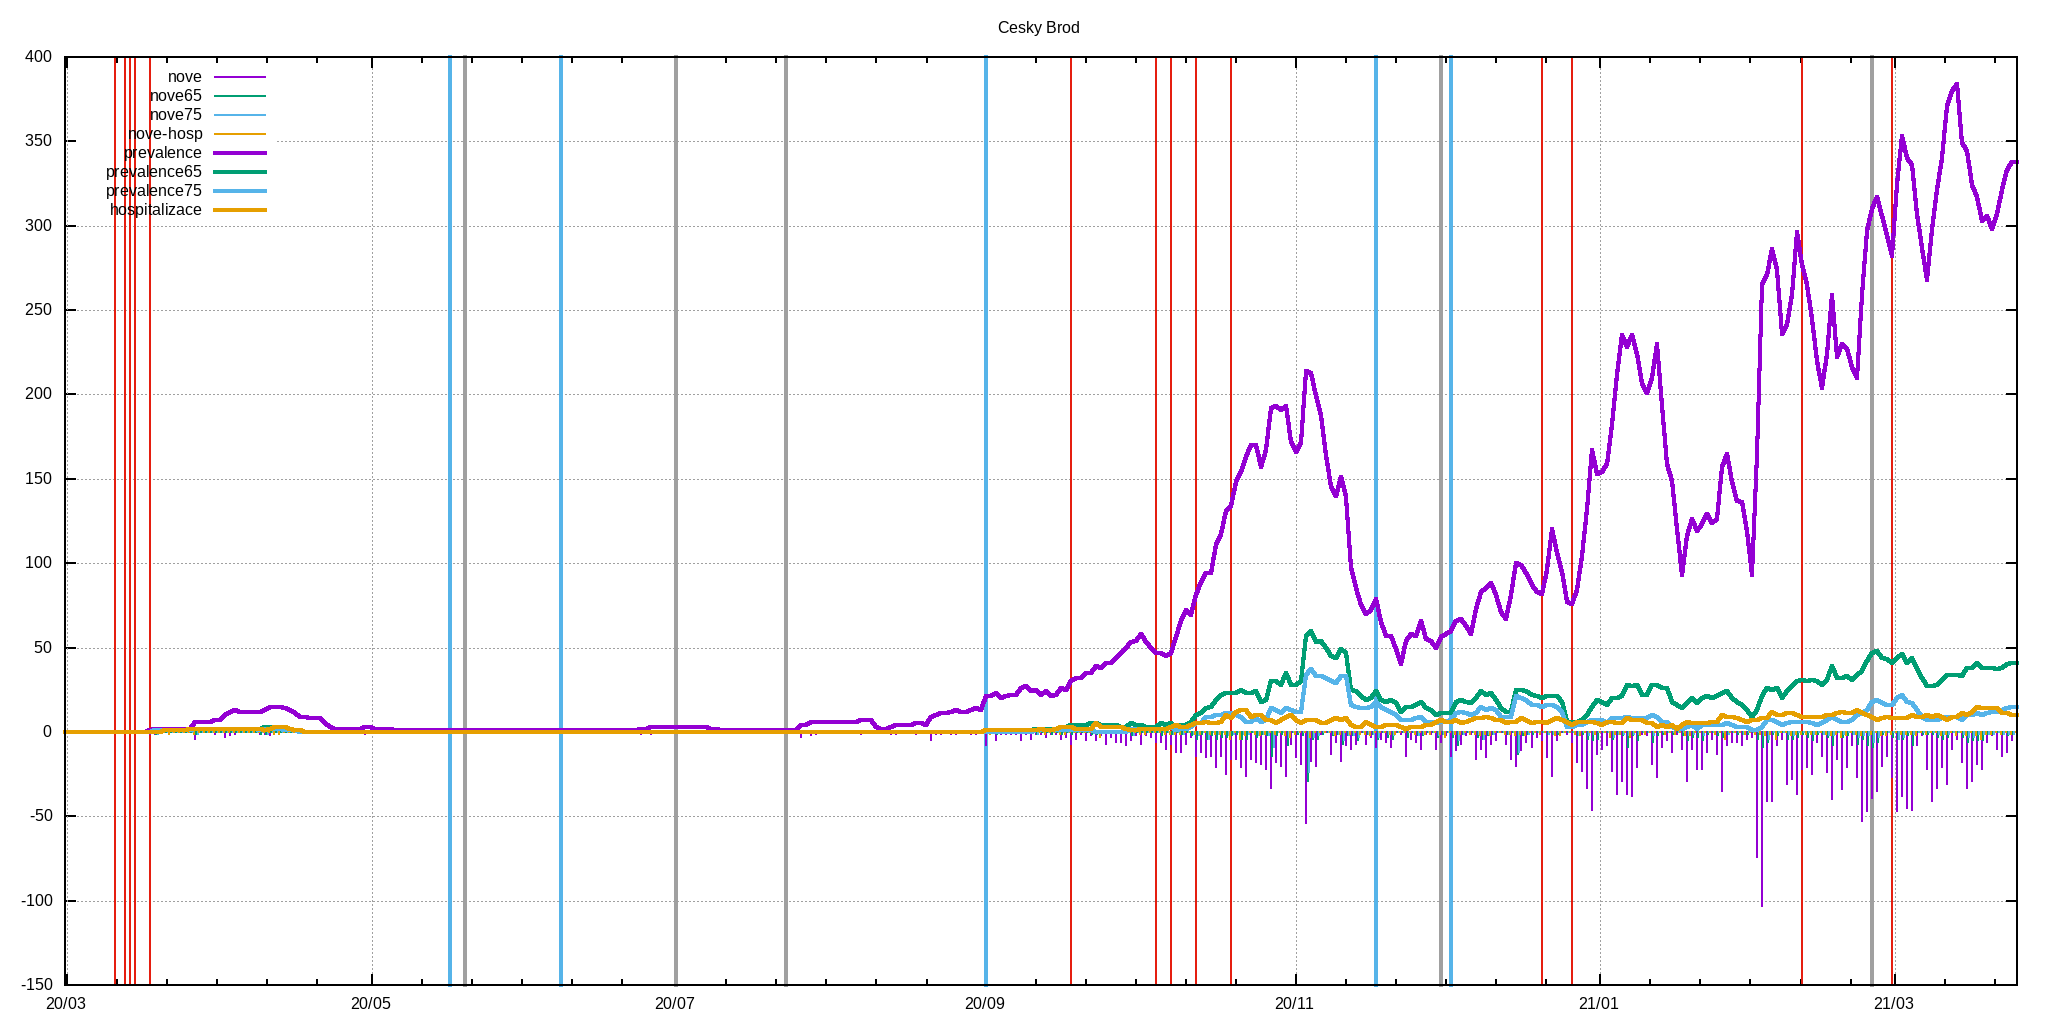 Cesky Brod
400
350
300
250
200
150
100
50
0
-50
-100
-150
nove
nove65
nove75
nove-hosp
prevalence
prevalence65
prevalence75
hospitalizace
20/03 20/05 20/07 20/09 20/11 21/01 21/03